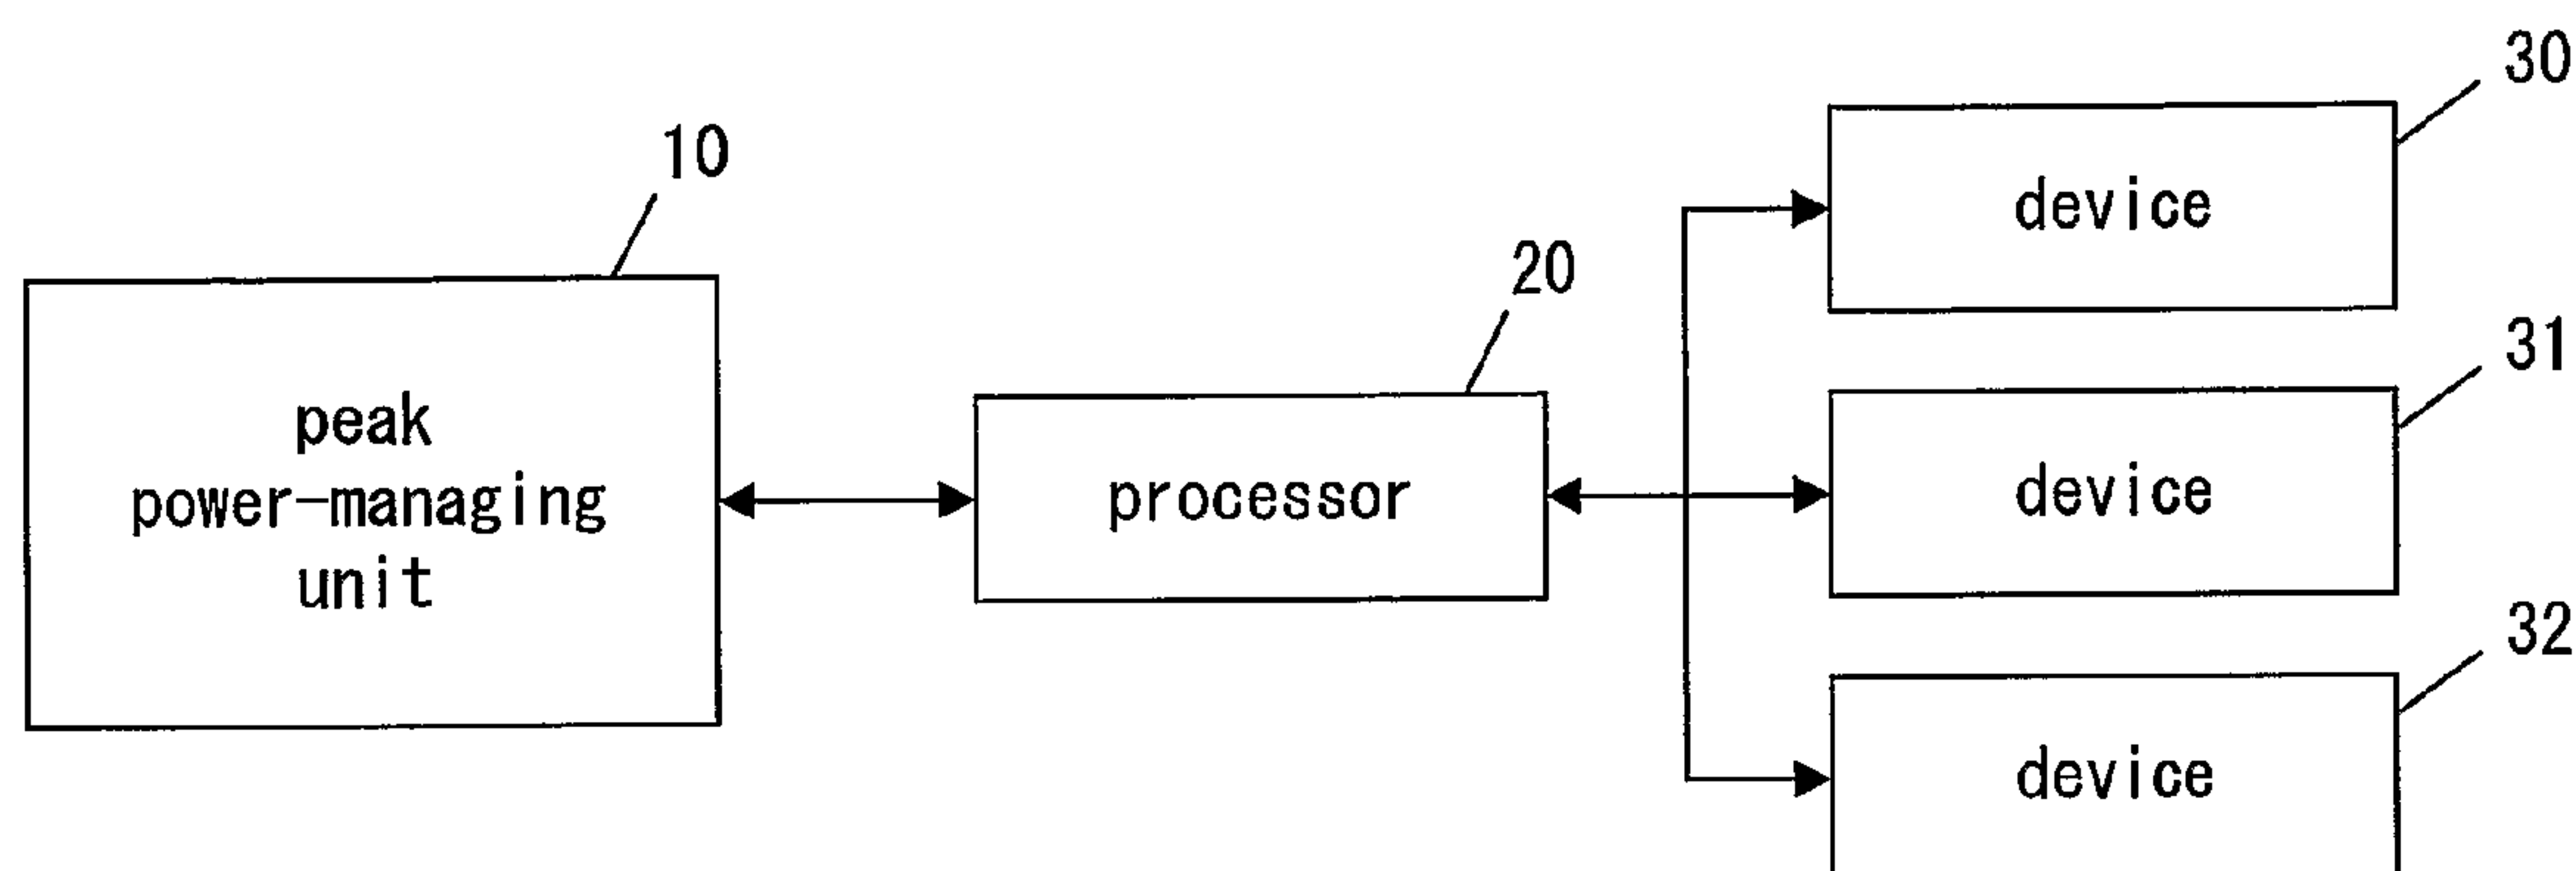 10
peak
power-managing
unit
20
processor
30
device
31
device
32
device